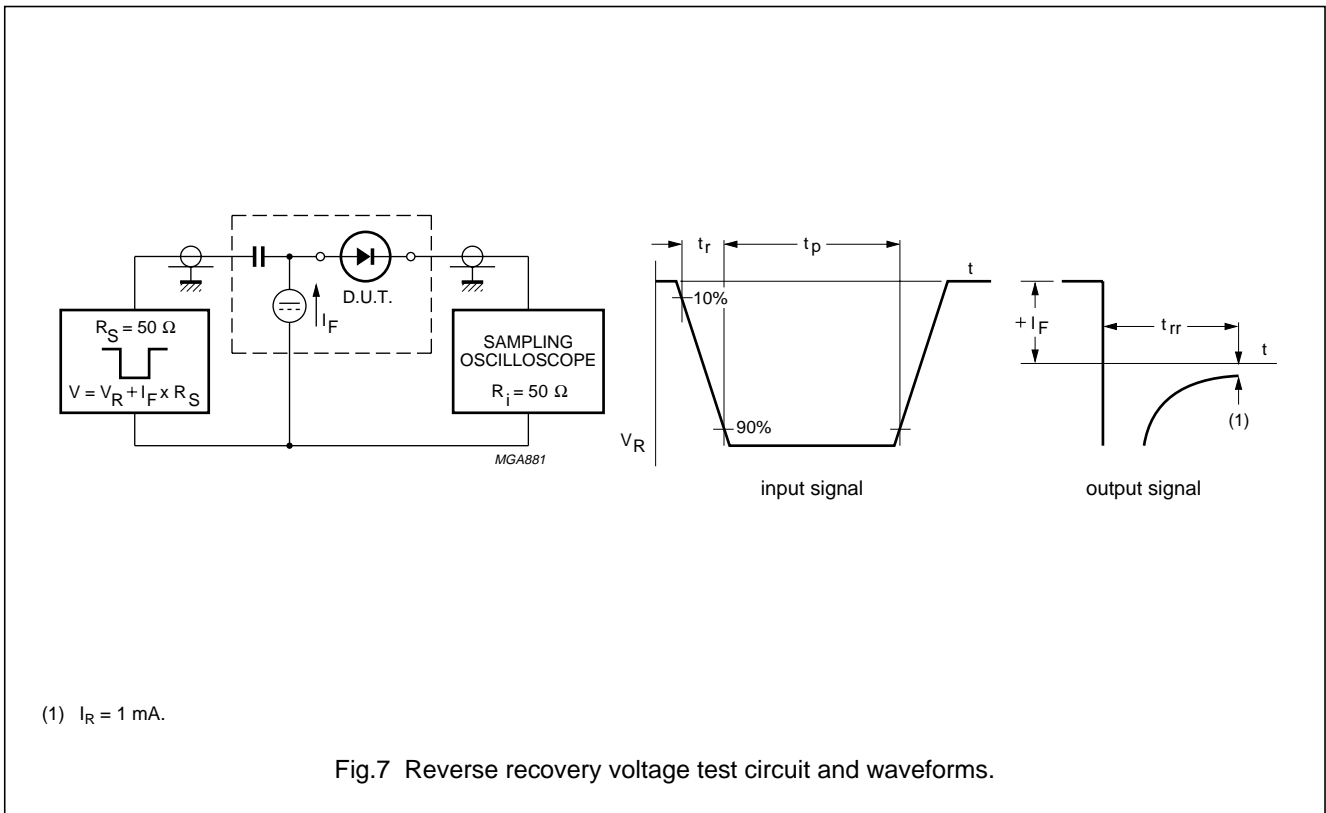 D.U.T.
I_F
R_S = 50 Ω
V = V_R + I_F x R_S
SAMPLING
OSCILLOSCOPE
R_i = 50 Ω
MGA881
t_r
t_p
t
10%
90%
V_R
input signal
+ I_F
t_rr
t
(1)
output signal
(1) I_R = 1 mA.
Fig.7 Reverse recovery voltage test circuit and waveforms.